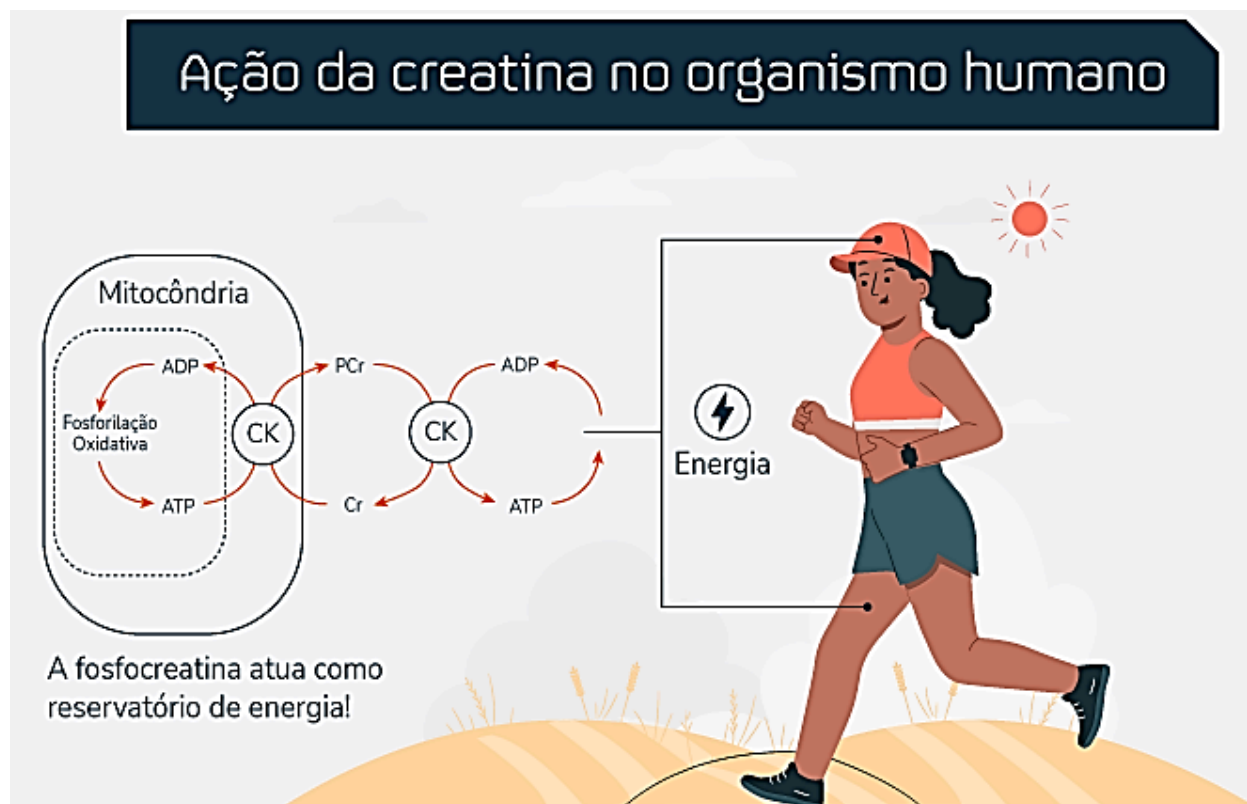 Ação da creatina no organismo humano
Mitocôndria
ADP
Fosforilação
Oxidativa
ATP
CK
PCr
Cr
CK
ADP
ATP
Energia
A fosfocreatina atua como
reservatório de energia!